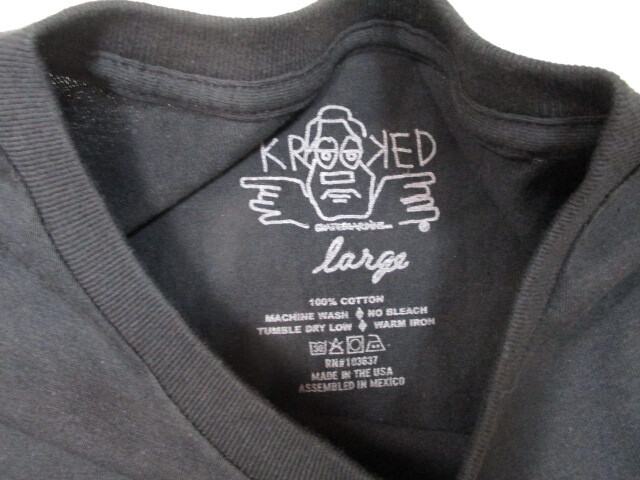 KROOKED
®
large
100% COTTON
MACHINE WASH NO BLEACH
TUMBLE DRY LOW WARM IRON
30
RN#103637
MADE IN THE USA
ASSEMBLED IN MEXICO